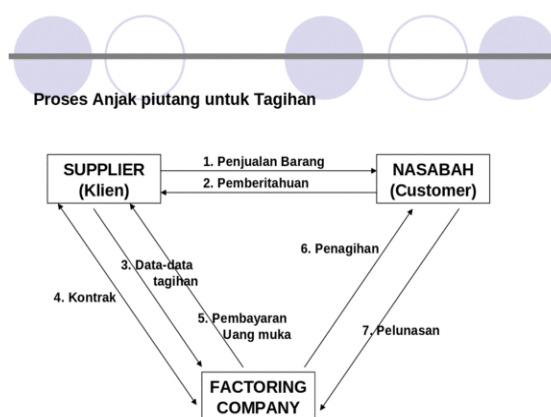 Proses Anjak piutang untuk Tagihan
SUPPLIER
(Klien)
1. Penjualan Barang
2. Pemberitahuan
NASABAH
(Customer)
3. Data-data
tagihan
6. Penagihan
4. Kontrak
5. Pembayaran
Uang muka
7. Pelunasan
FACTORING
COMPANY